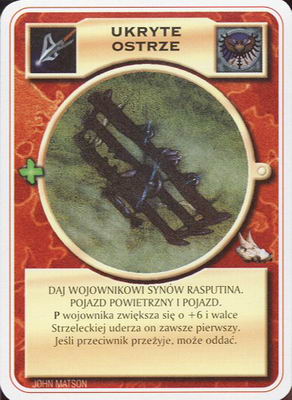 UKRYTE
OSTRZE
DAJ WOJOWNIKOWI SYNÓW RASPUTINA.
POJAZD POWIETRZNY I POJAZD.
P wojownika zwiększa się o +6 i walce
Strzeleckiej uderza on zawsze pierwszy.
Jeśli przeciwnik przeżyje, może oddać.
JOHN MATSON